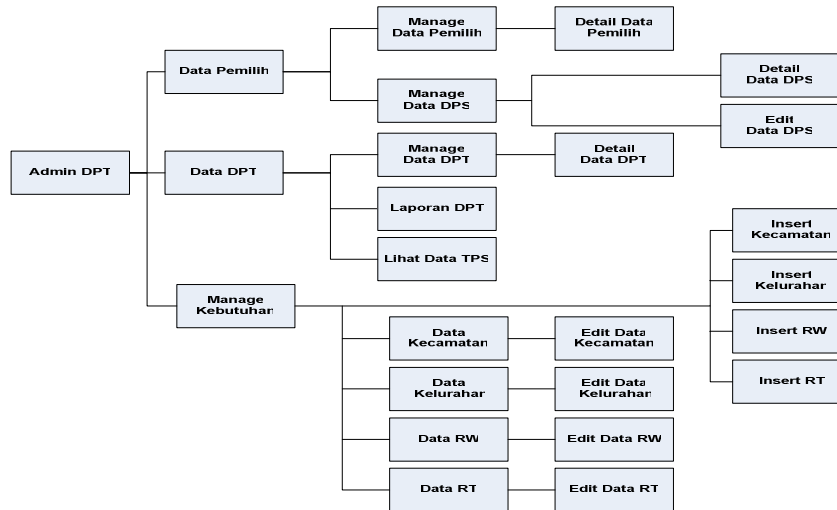 Manage
Data Pemilih
Detail Data
Pemilih
Data Pemilih
Manage
Data DPS
Detail
Data DPS
Edit
Data DPS
Admin DPT
Data DPT
Manage
Data DPT
Detail
Data DPT
Laporan DPT
Lihat Data TPS
Manage
Kebutuhan
Insert
Kecamatan
Insert
Kelurahan
Insert RW
Insert RT
Data
Kecamatan
Edit Data
Kecamatan
Data
Kelurahan
Edit Data
Kelurahan
Data RW
Edit Data RW
Data RT
Edit Data RT